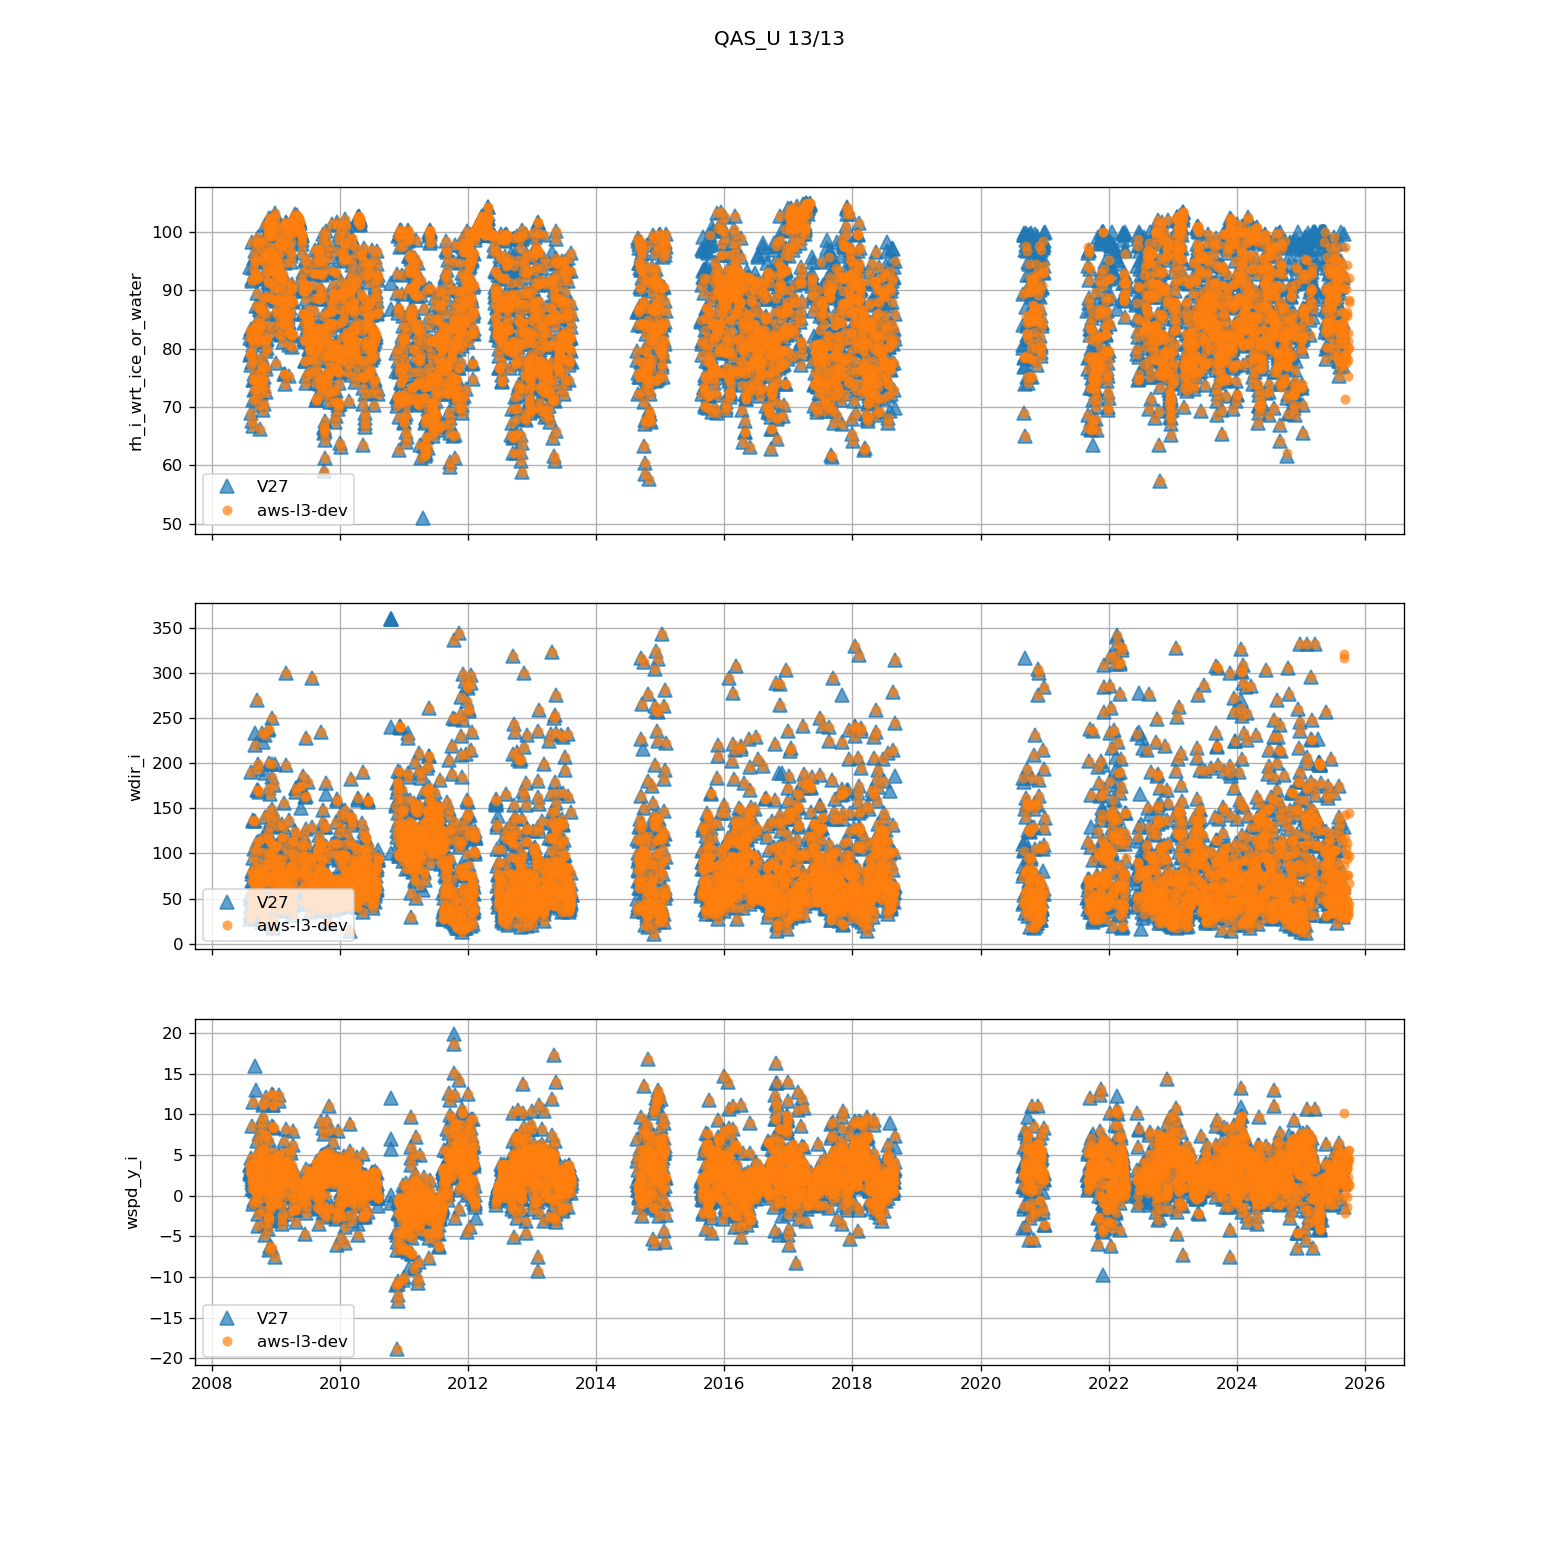 QAS_U 13/13
rh_i_wrt_ice_or_water
100
90
80
70
60
50
V27
aws-l3-dev
wdir_i
350
300
250
200
150
100
50
0
V27
aws-l3-dev
wspd_y_i
20
15
10
5
0
−5
−10
−15
−20
V27
aws-l3-dev
2008 2010 2012 2014 2016 2018 2020 2022 2024 2026